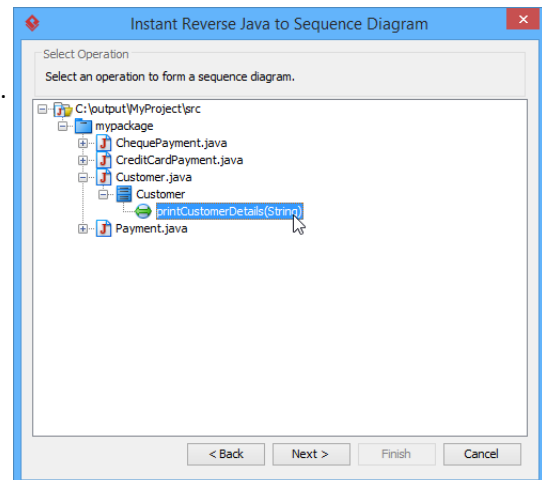 Instant Reverse Java to Sequence Diagram
Select Operation
Select an operation to form a sequence diagram.
C:\output\MyProject\src
mypackage
ChequePayment.java
CreditCardPayment.java
Customer.java
Customer
printCustomerDetails(String)
Payment.java
< Back Next > Finish Cancel